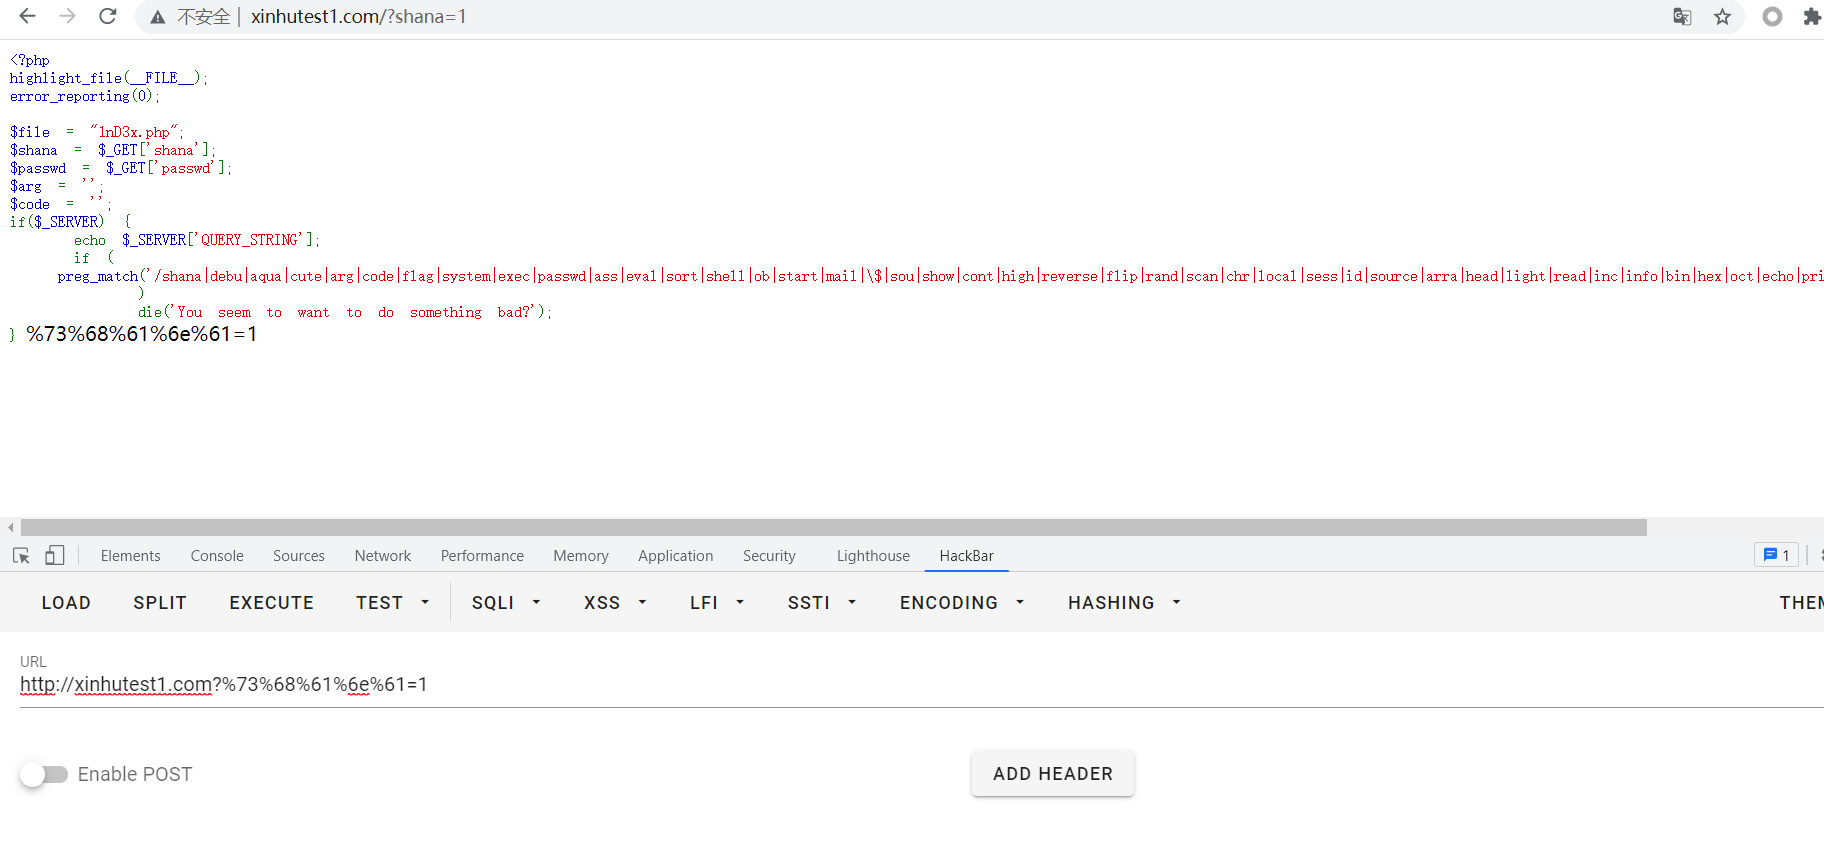 不安全 | xinhutest1.com/?shana=1
<?php
highlight_file(__FILE__);
error_reporting(0);
$file = "1nD3x.php";
$shana = $_GET['shana'];
$passwd = $_GET['passwd'];
$arg = '';
$code = '';
if($_SERVER) {
echo $_SERVER['QUERY_STRING'];
if (
preg_match('/shana|debu|aqua|cute|arg|code|flag|system|exec|passwd|ass|eval|sort|shell|ob|start|mail|\$|sou|show|cont|high|reverse|flip|rand|scan|chr|local|sess|id|source|arra|head|light|read|inc|info|bin|hex|oct|echo|pri
)
die('You seem to want to do something bad?');
} %73%68%61%6e%61=1
Elements Console Sources Network Performance Memory Application Security Lighthouse HackBar 1
LOAD SPLIT EXECUTE TEST SQLI XSS LFI SSTI ENCODING HASHING THEM
URL
http://xinhutest1.com?%73%68%61%6e%61=1
Enable POST ADD HEADER